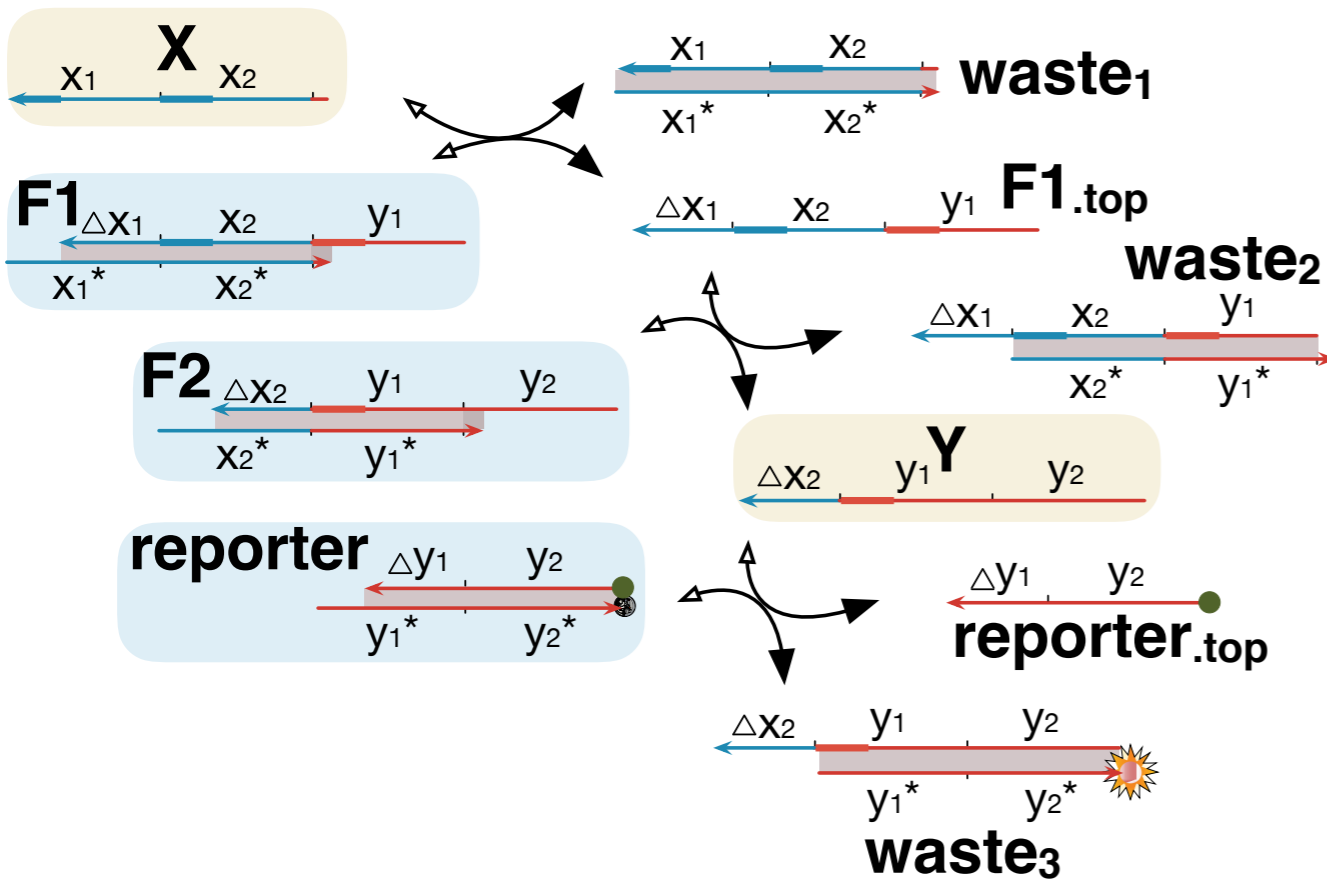 X
x1 x2
x1 x2
waste1
x1* x2*
F1
△x1 x2 y1
x1* x2*
△x1 x2 y1
F1.top
waste2
△x1 x2 y1
x2* y1*
F2
△x2 y1 y2
x2* y1*
Y
△x2 y1 y2
reporter
△y1 y2
y1* y2*
△y1 y2
reporter.top
△x2 y1 y2
y1* y2*
waste3